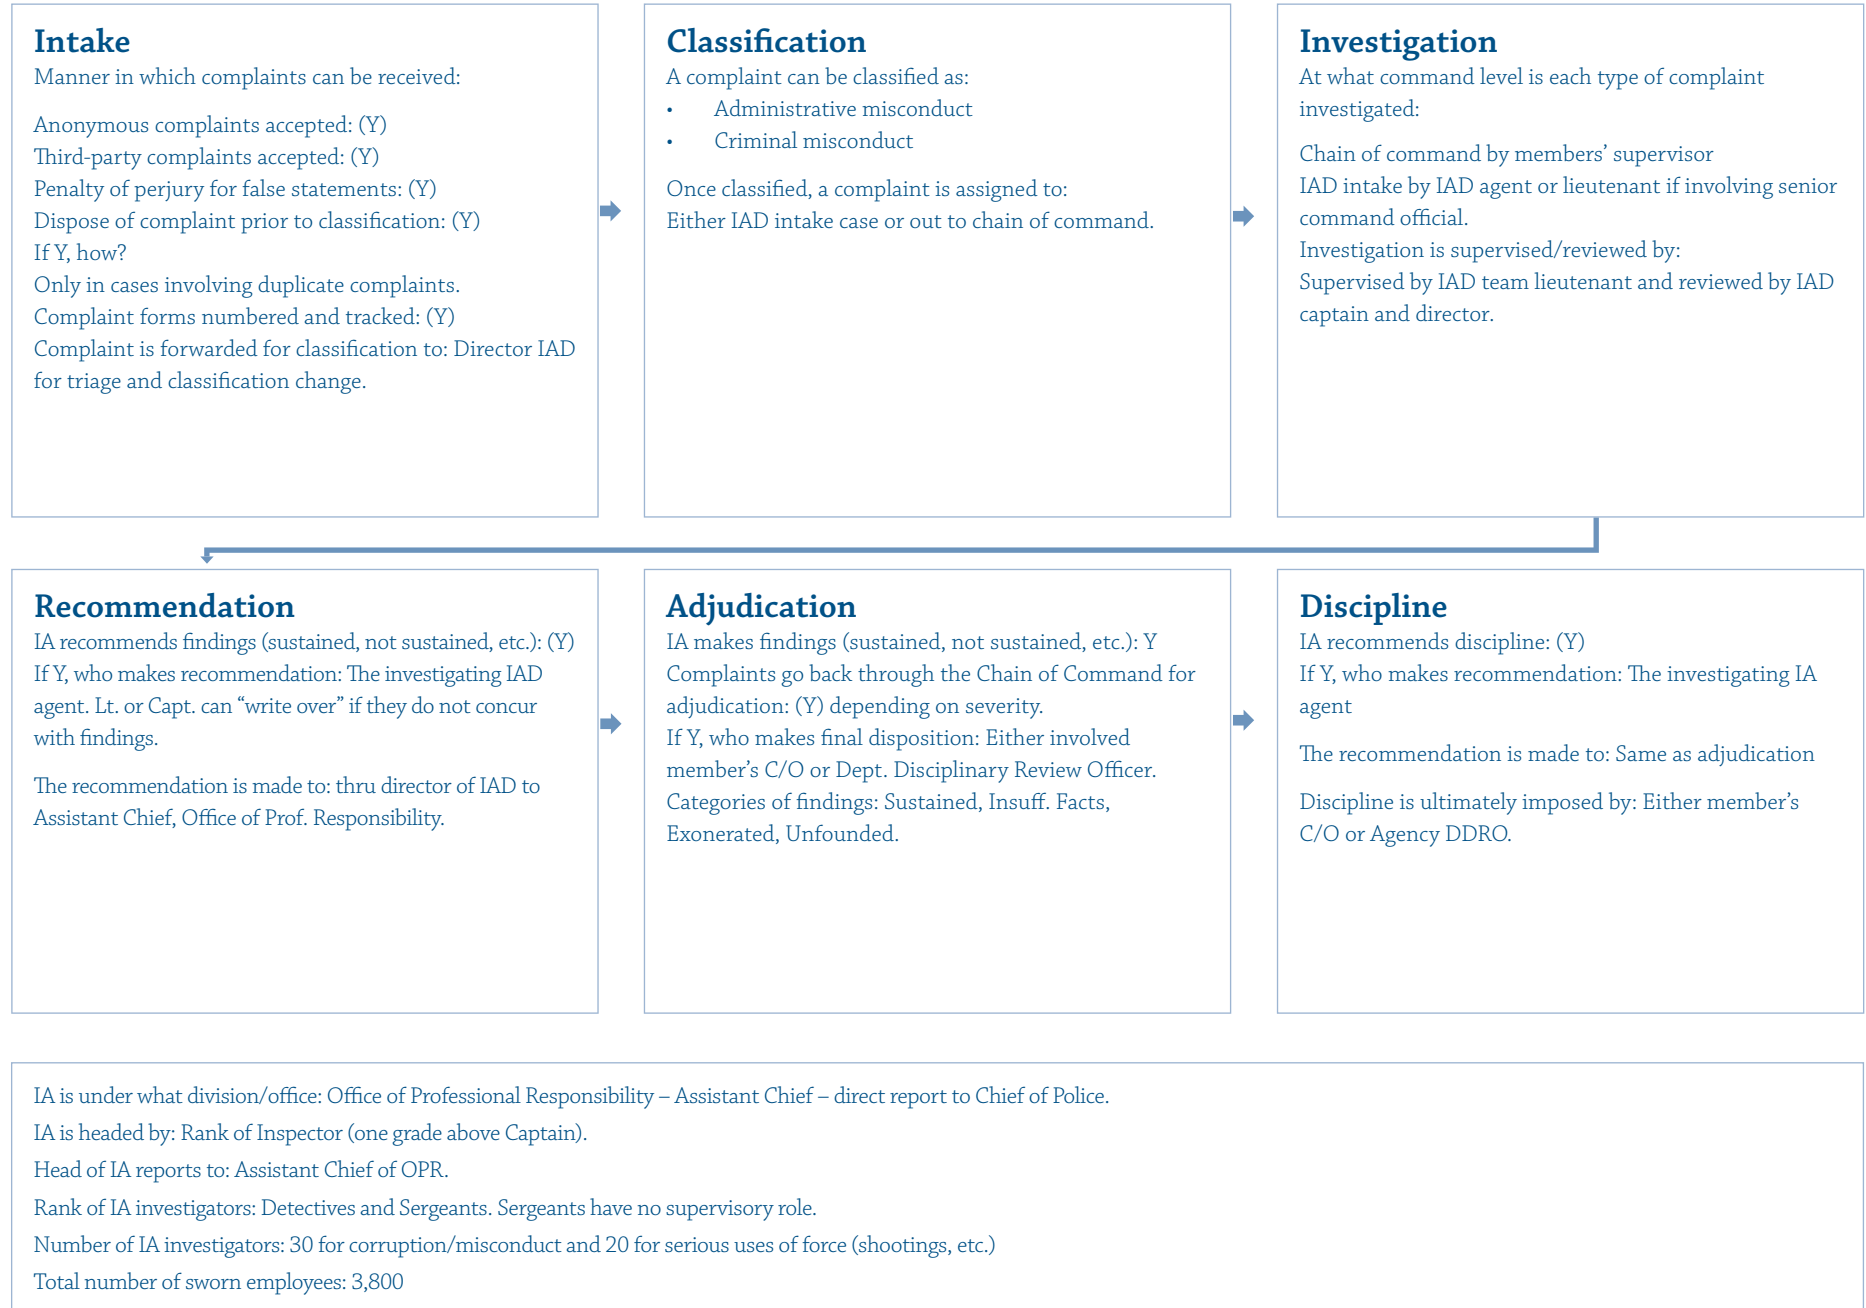 Intake
Manner in which complaints can be received:
Anonymous complaints accepted: (Y)
Third-party complaints accepted: (Y)
Penalty of perjury for false statements: (Y)
Dispose of complaint prior to classification: (Y)
If Y, how?
Only in cases involving duplicate complaints.
Complaint forms numbered and tracked: (Y)
Complaint is forwarded for classification to: Director IAD
for triage and classification change.
Classification
A complaint can be classified as:
• Administrative misconduct
• Criminal misconduct
Once classified, a complaint is assigned to:
Either IAD intake case or out to chain of command.
Investigation
At what command level is each type of complaint
investigated:
Chain of command by members’ supervisor
IAD intake by IAD agent or lieutenant if involving senior
command official.
Investigation is supervised/reviewed by:
Supervised by IAD team lieutenant and reviewed by IAD
captain and director.
Recommendation
IA recommends findings (sustained, not sustained, etc.): (Y)
If Y, who makes recommendation: The investigating IAD
agent. Lt. or Capt. can “write over” if they do not concur
with findings.
The recommendation is made to: thru director of IAD to
Assistant Chief, Office of Prof. Responsibility.
Adjudication
IA makes findings (sustained, not sustained, etc.): Y
Complaints go back through the Chain of Command for
adjudication: (Y) depending on severity.
If Y, who makes final disposition: Either involved
member’s C/O or Dept. Disciplinary Review Officer.
Categories of findings: Sustained, Insuff. Facts,
Exonerated, Unfounded.
Discipline
IA recommends discipline: (Y)
If Y, who makes recommendation: The investigating IA
agent
The recommendation is made to: Same as adjudication
Discipline is ultimately imposed by: Either member’s
C/O or Agency DDRO.
IA is under what division/office: Office of Professional Responsibility – Assistant Chief – direct report to Chief of Police.
IA is headed by: Rank of Inspector (one grade above Captain).
Head of IA reports to: Assistant Chief of OPR.
Rank of IA investigators: Detectives and Sergeants. Sergeants have no supervisory role.
Number of IA investigators: 30 for corruption/misconduct and 20 for serious uses of force (shootings, etc.)
Total number of sworn employees: 3,800